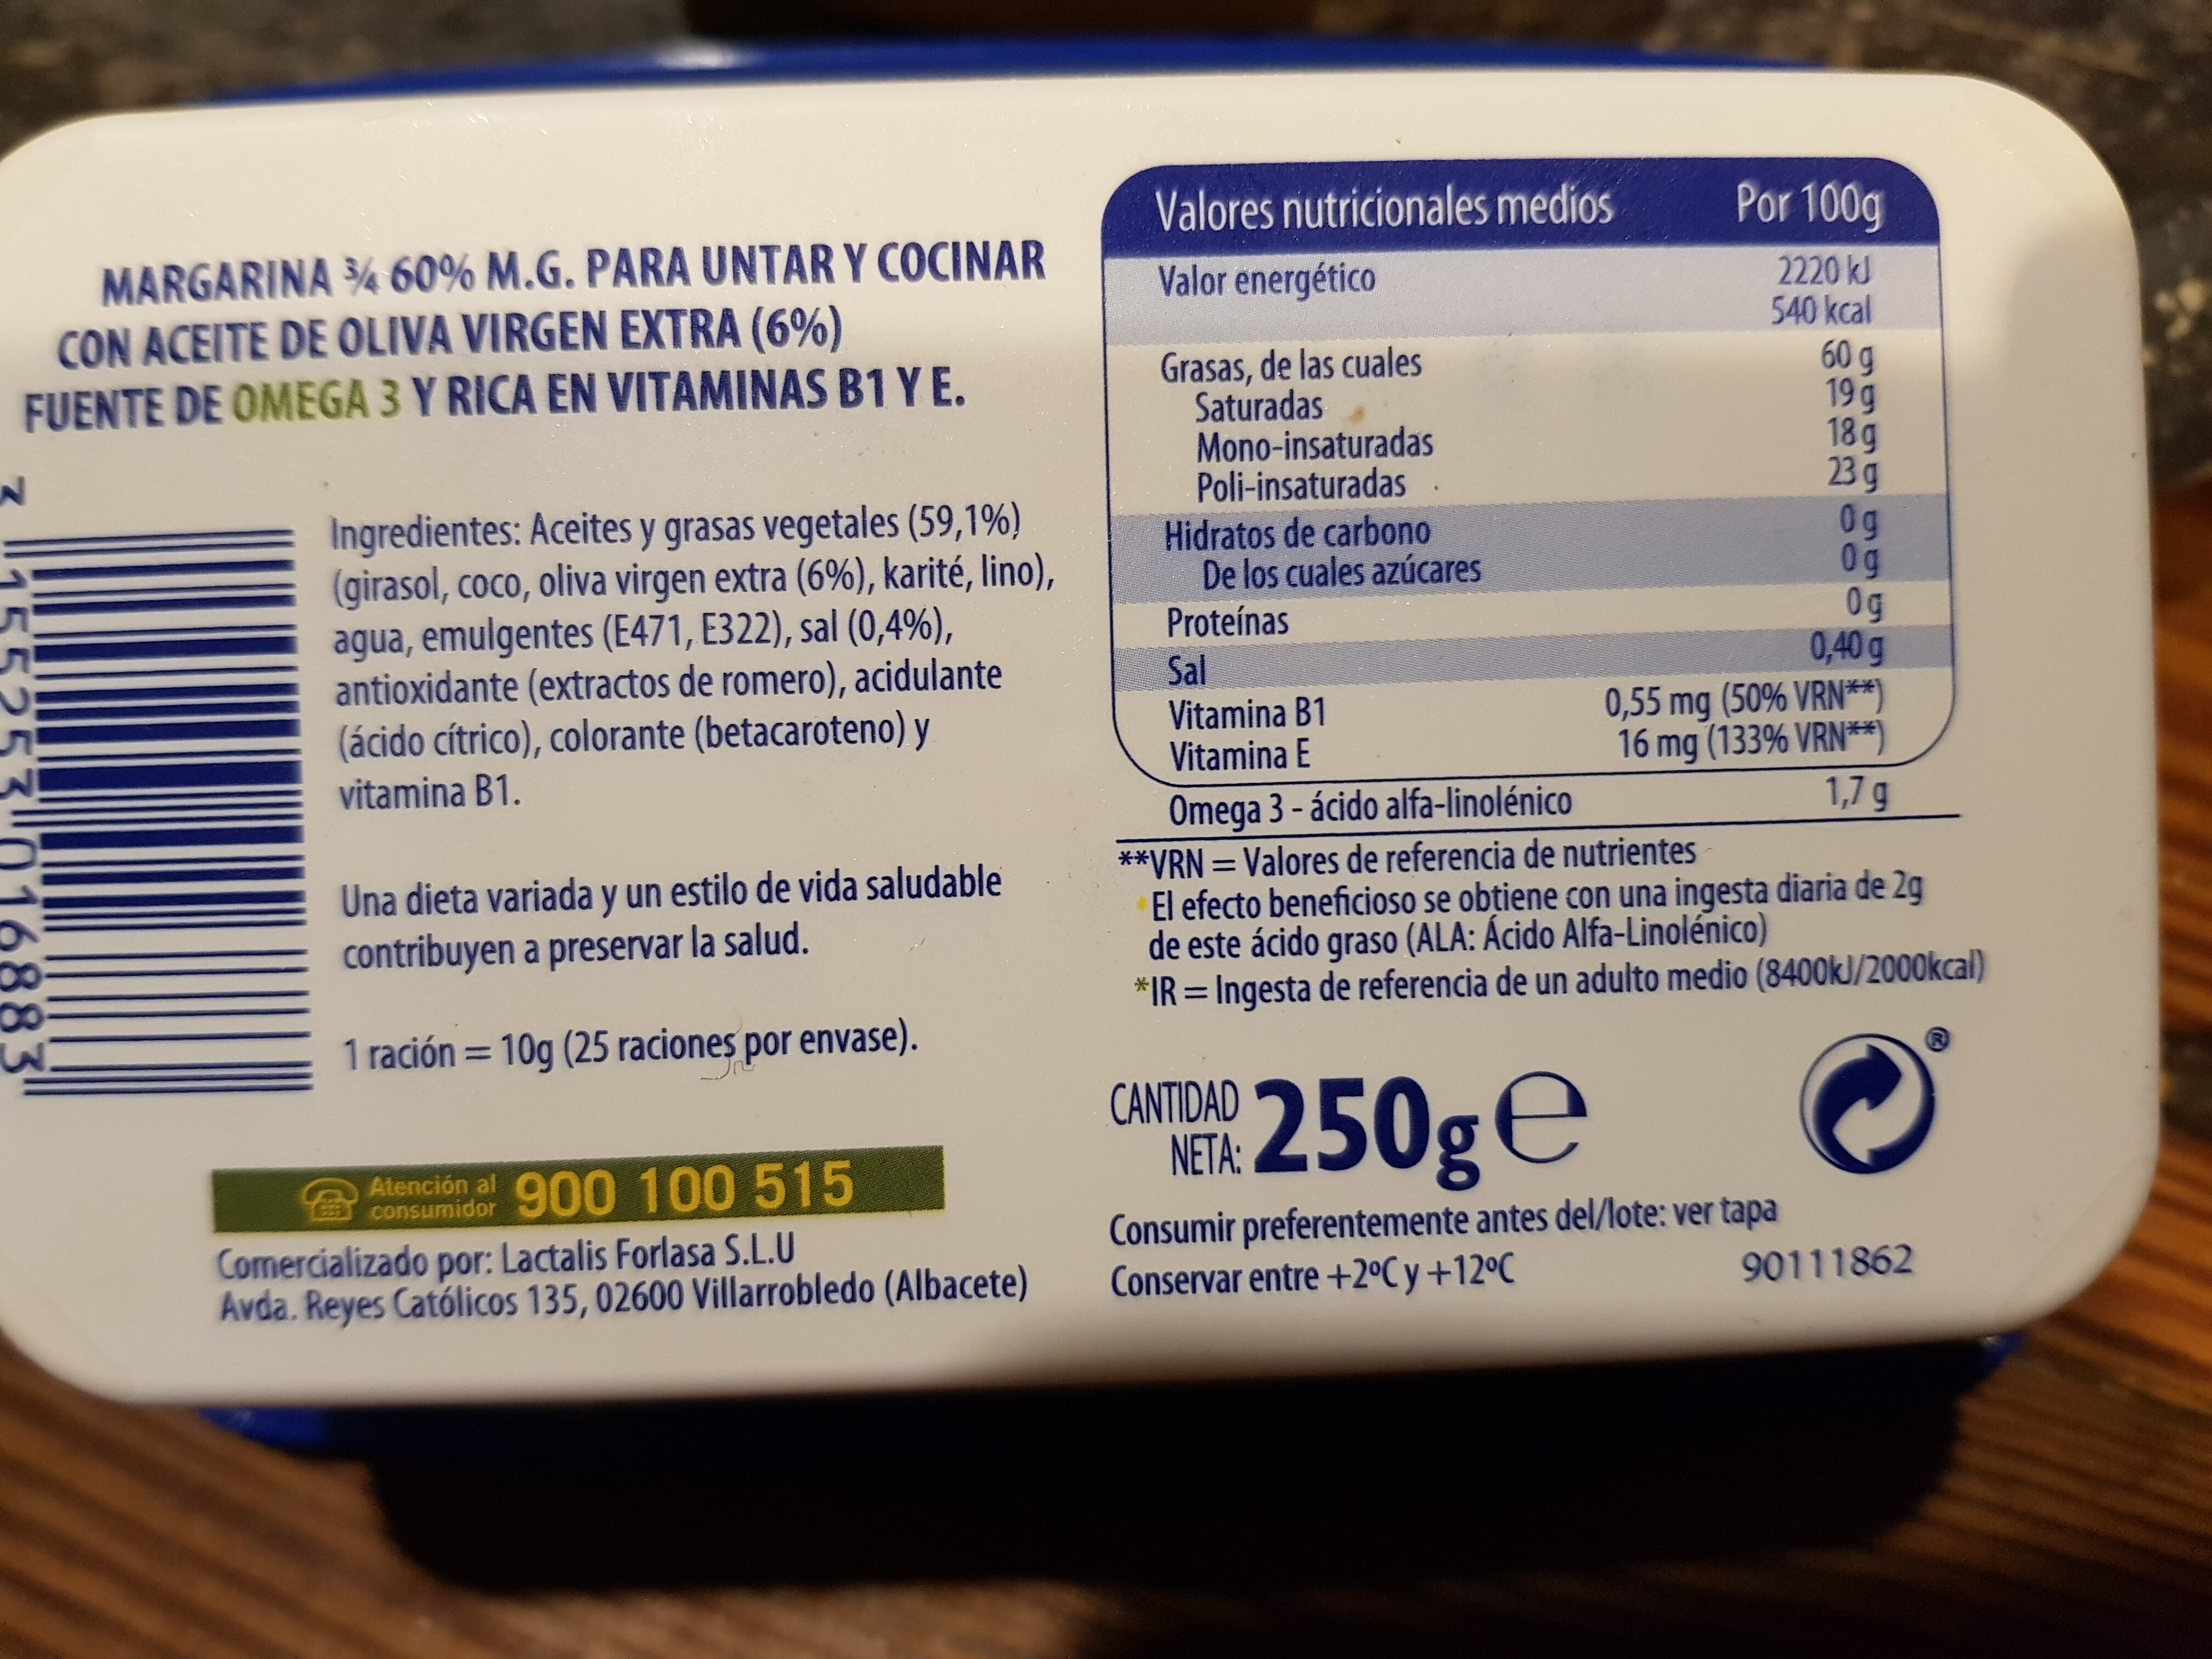 MARGARINA ¾ 60% M.G. PARA UNTAR Y COCINAR
CON ACEITE DE OLIVA VIRGEN EXTRA (6%)
FUENTE DE OMEGA 3 Y RICA EN VITAMINAS B1 Y E.
3 155253 016883
Ingredientes: Aceites y grasas vegetales (59,1%)
(girasol, coco, oliva virgen extra (6%), karité, lino),
agua, emulgentes (E471, E322), sal (0,4%),
antioxidante (extractos de romero), acidulante
(ácido cítrico), colorante (betacaroteno) y
vitamina B1.
Una dieta variada y un estilo de vida saludable
contribuyen a preservar la salud.
1 ración = 10g (25 raciones por envase).
Atención al
consumidor 900 100 515
Comercializado por: Lactalis Forlasa S.L.U
Avda. Reyes Católicos 135, 02600 Villarrobledo (Albacete)
Valores nutricionales medios Por 100g
Valor energético 2220 kJ
540 kcal
Grasas, de las cuales 60 g
Saturadas 19 g
Mono-insaturadas 18 g
Poli-insaturadas 23 g
Hidratos de carbono 0 g
De los cuales azúcares 0 g
Proteínas 0 g
Sal 0,40 g
Vitamina B1 0,55 mg (50% VRN**)
Vitamina E 16 mg (133% VRN**)
Omega 3 - ácido alfa-linolénico 1,7 g
**VRN = Valores de referencia de nutrientes
*El efecto beneficioso se obtiene con una ingesta diaria de 2g
de este ácido graso (ALA: Ácido Alfa-Linolénico)
*IR = Ingesta de referencia de un adulto medio (8400kJ/2000kcal)
CANTIDAD
NETA: 250g e
®
Consumir preferentemente antes del/lote: ver tapa
Conservar entre +2ºC y +12ºC 90111862